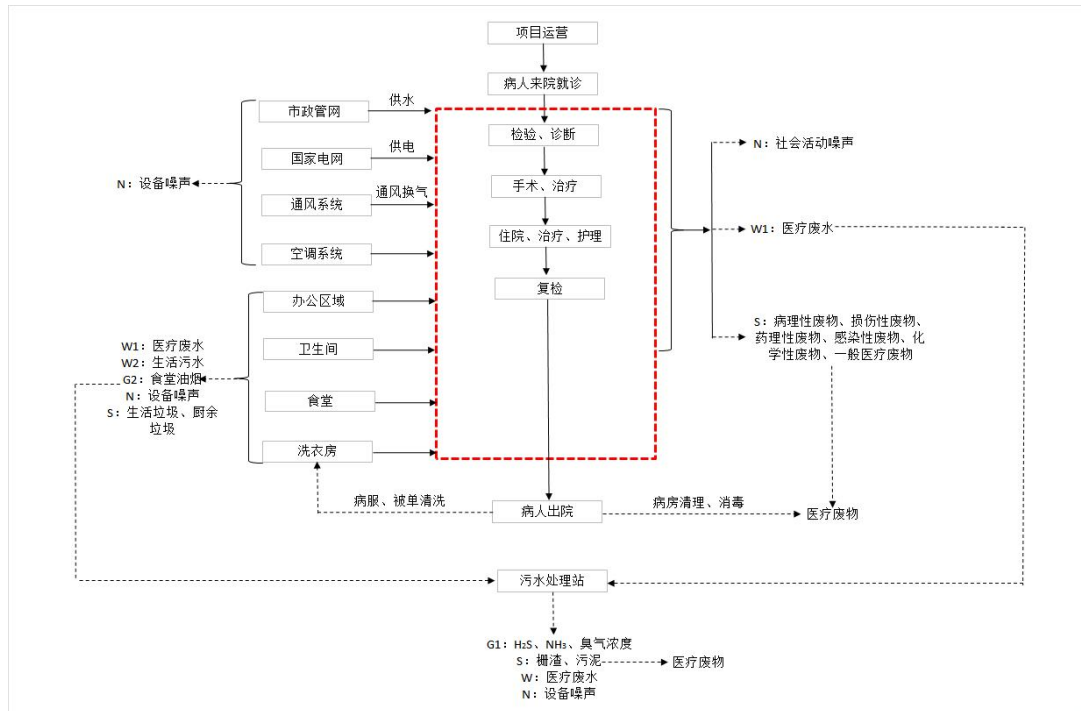 项目运营
病人来院就诊
市政管网
供水
检验、诊断
N：社会活动噪声
国家电网
供电
N：设备噪声
手术、治疗
通风系统
通风换气
W1：医疗废水
住院、治疗、护理
空调系统
复检
办公区域
S：病理性废物、损伤性废物、
药理性废物、感染性废物、化
学性废物、一般医疗废物
W1：医疗废水
W2：生活污水
G2：食堂油烟
N：设备噪声
S：生活垃圾、厨余
垃圾
卫生间
食堂
洗衣房
病服、被单清洗
病人出院
病房清理、消毒
医疗废物
污水处理站
G1：H₂S、NH₃、臭气浓度
S：栅渣、污泥
医疗废物
W：医疗废水
N：设备噪声